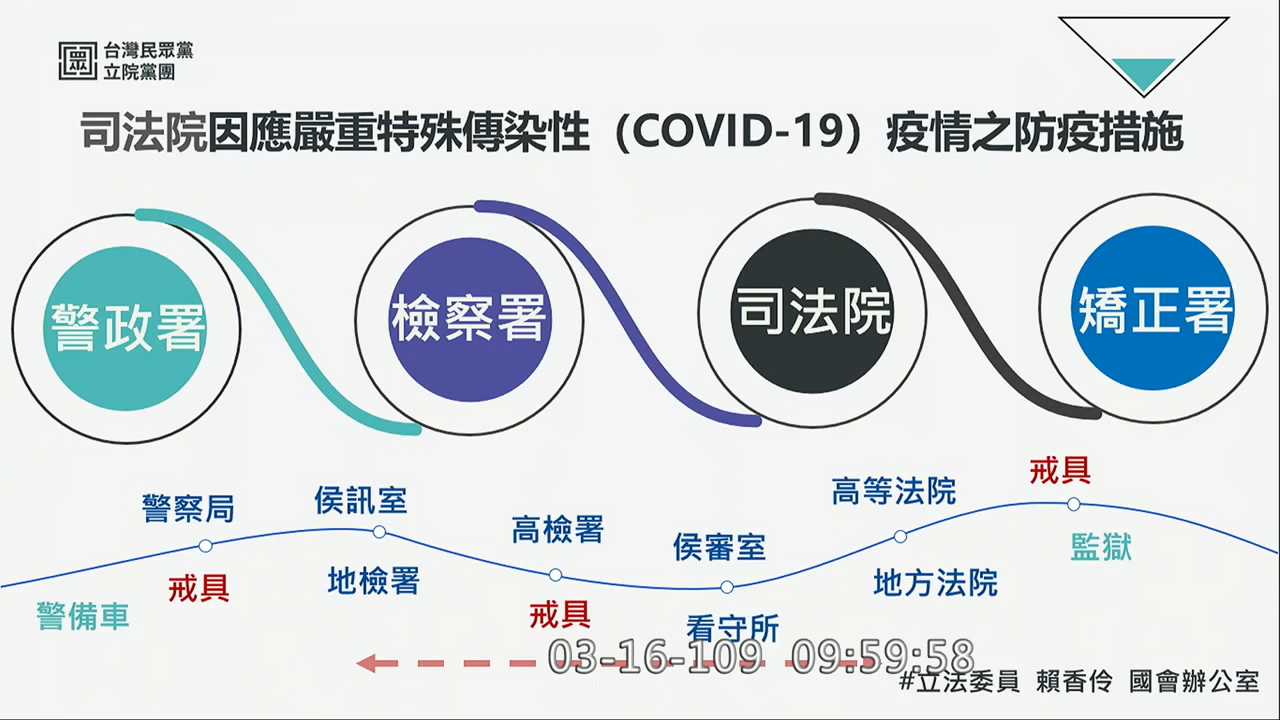 台灣民眾黨
立院黨團
司法院因應嚴重特殊傳染性（COVID-19）疫情之防疫措施
警政署
檢察署
司法院
矯正署
警備車
警察局
戒具
侯訊室
地檢署
高檢署
戒具
侯審室
看守所
高等法院
地方法院
戒具
監獄
03-16-109 09:59:58
#立法委員 賴香伶 國會辦公室